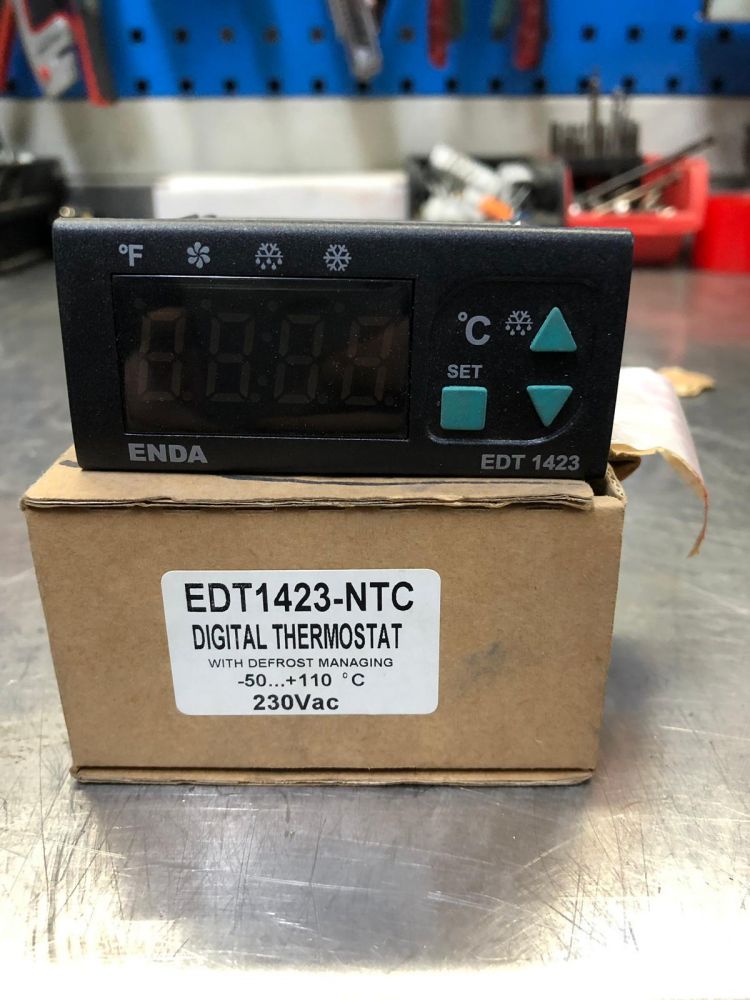 °F
°C
SET
ENDA
EDT 1423
EDT1423-NTC
DIGITAL THERMOSTAT
WITH DEFROST MANAGING
-50...+110 °C
230Vac